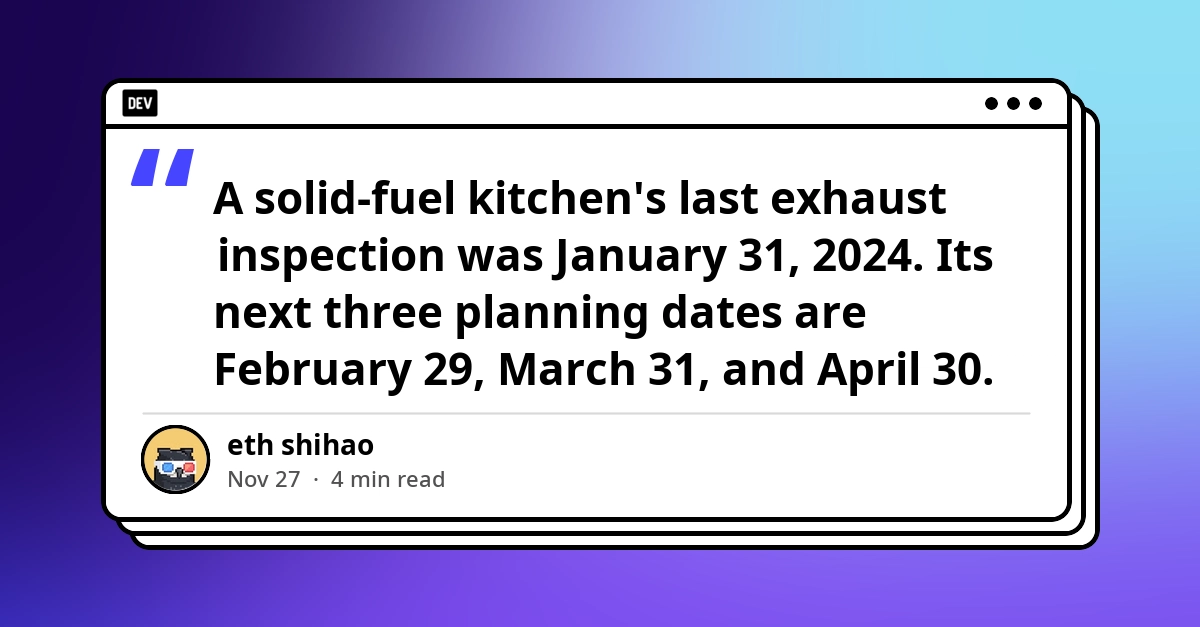 DEV
“
A solid-fuel kitchen's last exhaust
inspection was January 31, 2024. Its
next three planning dates are
February 29, March 31, and April 30.
eth shihao
Nov 27 · 4 min read